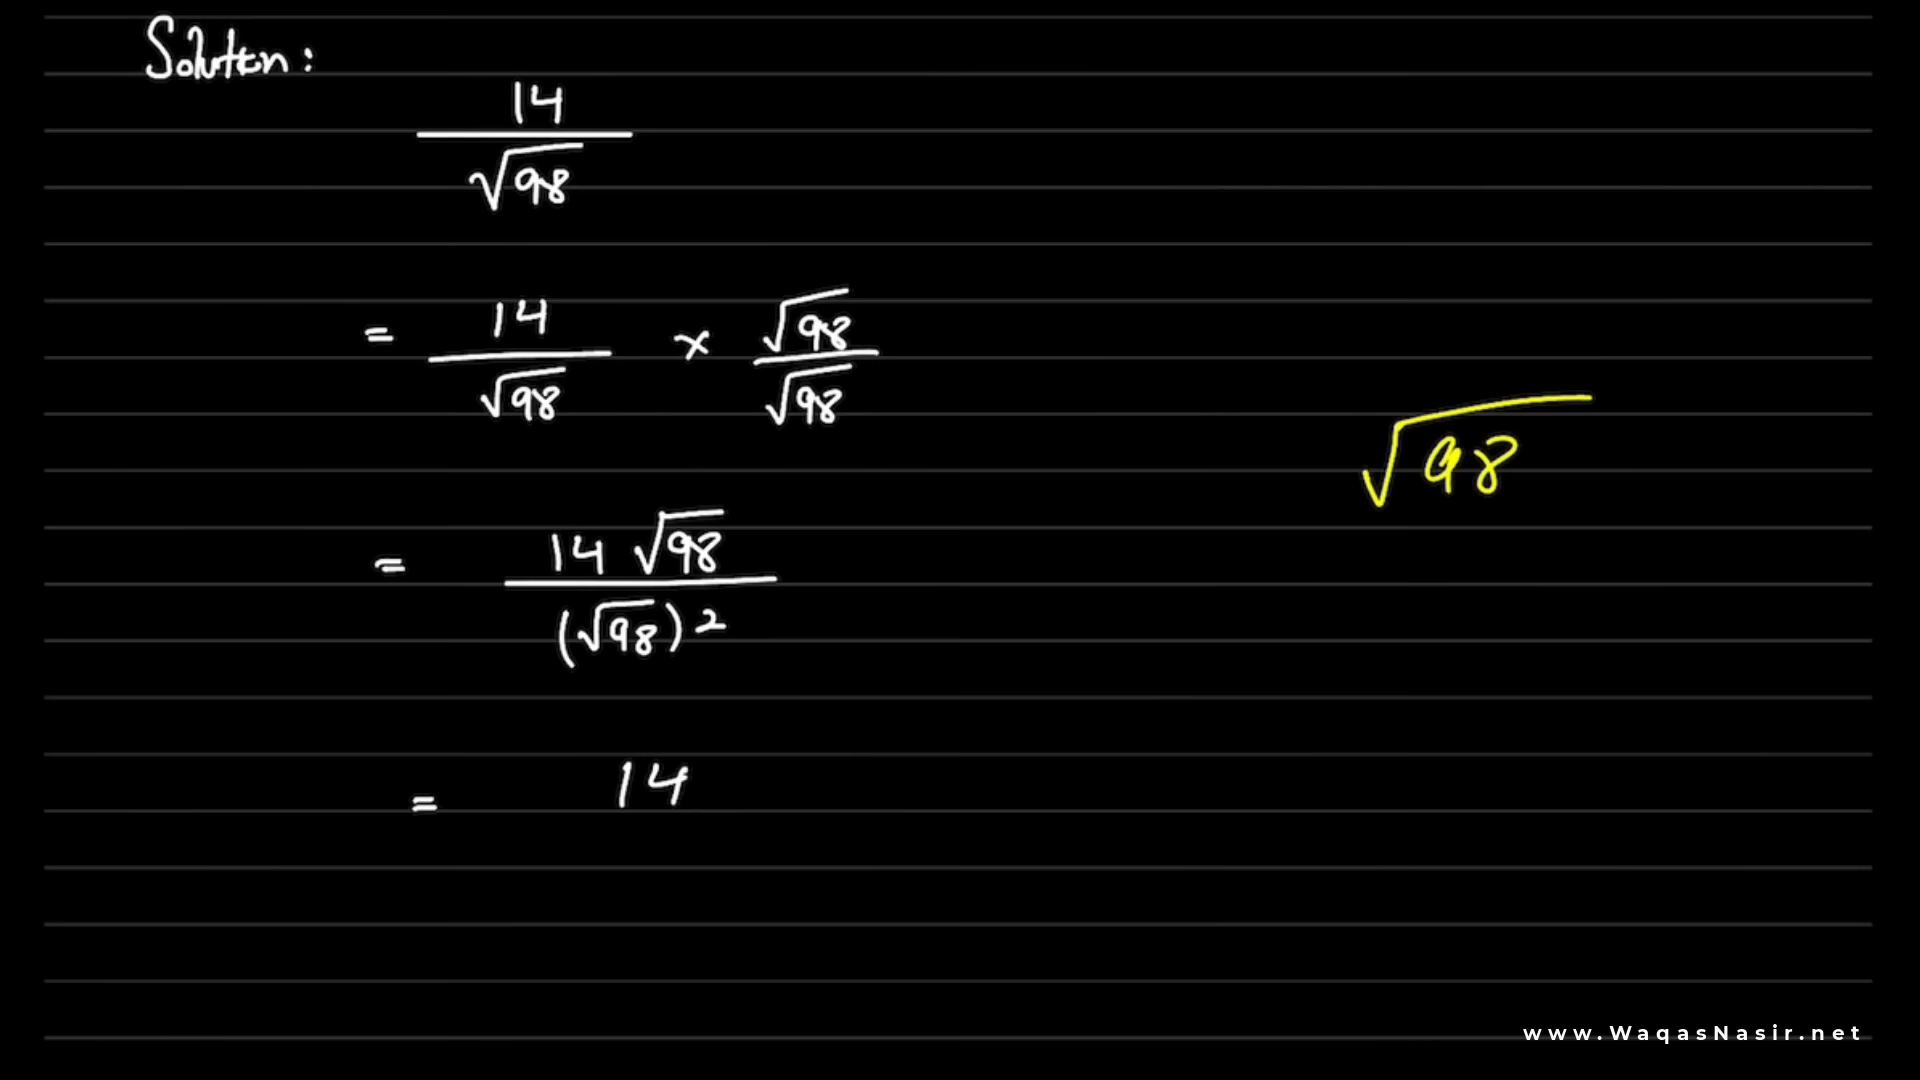 Solution:
14
√98
= 14 × √98
√98 √98
√98
= 14 √98
(√98)²
= 14
www.WaqasNasir.net